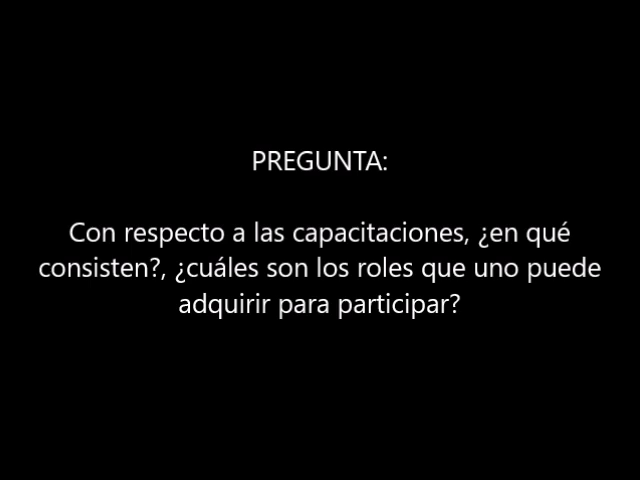 PREGUNTA:
Con respecto a las capacitaciones, ¿en qué
consisten?, ¿cuáles son los roles que uno puede
adquirir para participar?